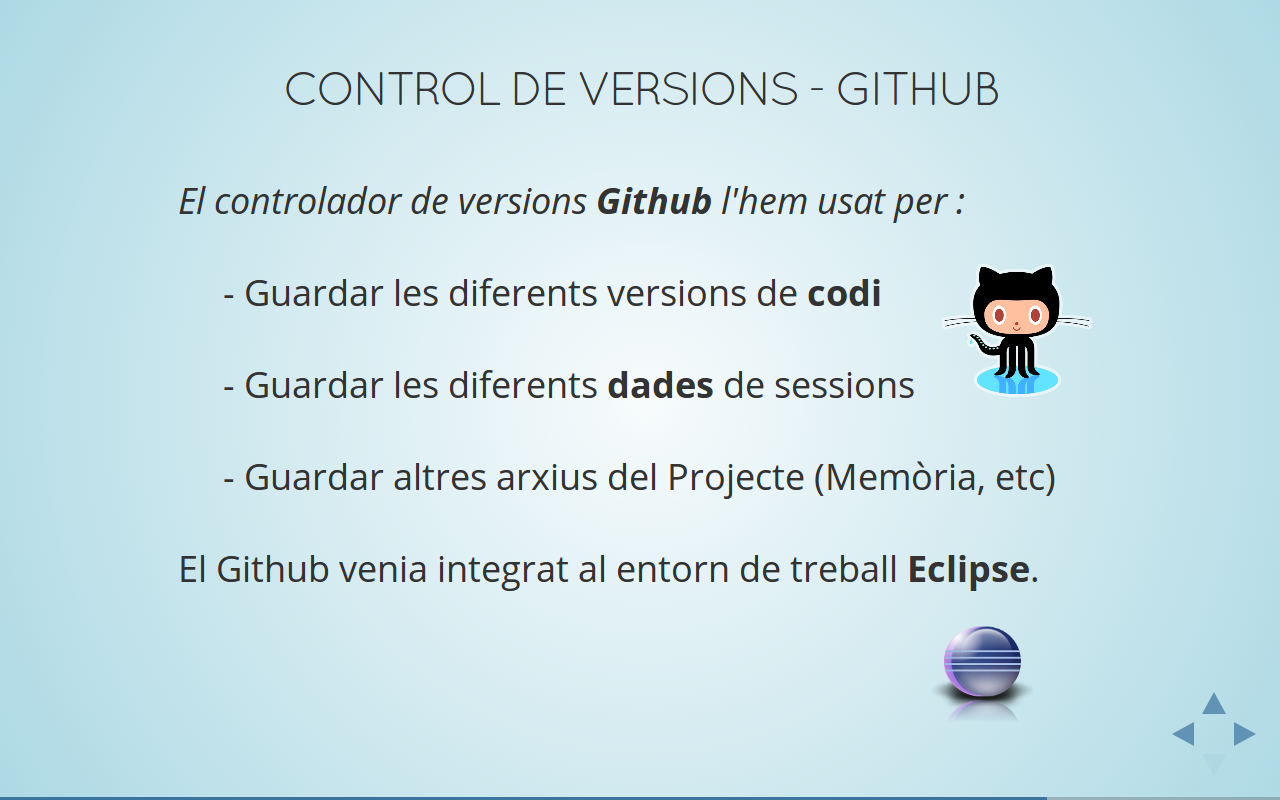 CONTROL DE VERSIONS - GITHUB
El controlador de versions Github l'hem usat per :
- Guardar les diferents versions de codi
- Guardar les diferents dades de sessions
- Guardar altres arxius del Projecte (Memòria, etc)
El Github venia integrat al entorn de treball Eclipse.